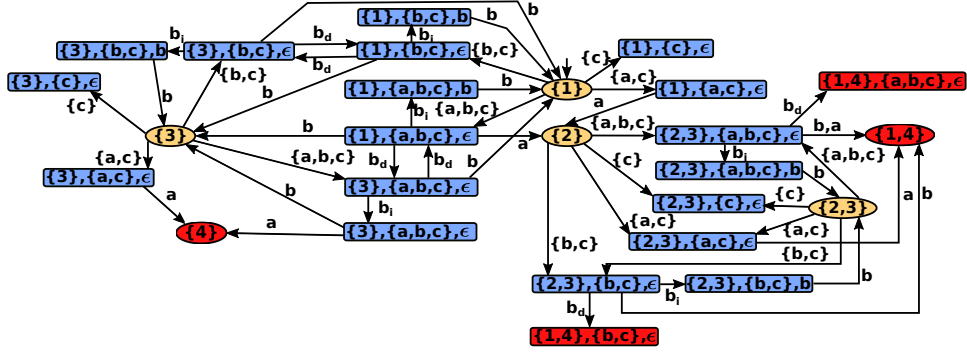 {1},{b,c},b
b
b
b_i
b_d
b_i
{3},{b,c},b
{3},{b,c},ϵ
{1},{b,c},ϵ
{b,c}
{1},{c},ϵ
b_d
{3},{c},ϵ
{b,c}
b
{c}
{a,c}
{1,4},{a,b,c},ϵ
{1},{a,b,c},b
b
{1}
{1},{a,c},ϵ
{c}
b
b_i
{a,b,c}
a
b_d
{3}
b
{1},{a,b,c},ϵ
a
{2}
{a,b,c}
{2,3},{a,b,c},ϵ
b,a
{1,4}
{a,c}
{a,b,c}
b_d
b_d
b
{c}
b_i
{a,b,c}
{3},{a,c},ϵ
{3},{a,b,c},ϵ
{2,3},{a,b,c},b
b
a
b
b
{c}
a
b_i
{2,3},{c},ϵ
{2,3}
{4}
a
{3},{a,b,c},ϵ
{a,c}
{a,c}
{b,c}
{2,3},{a,c},ϵ
{b,c}
{2,3},{b,c},ϵ
b_i
{2,3},{b,c},b
b
b_d
{1,4},{b,c},ϵ